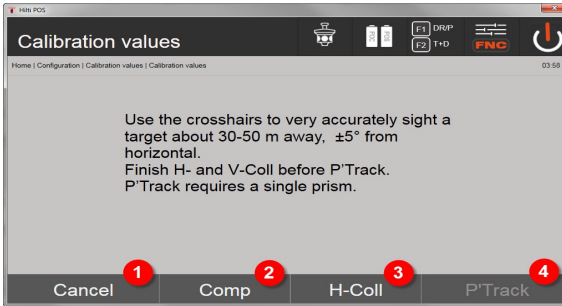 Hilti POS
Calibration values
POC
POS
F1 DR/P
F2 T+D
FNC
Home | Configuration | Calibration values | Calibration values
03:58
Use the crosshairs to very accurately sight a
target about 30-50 m away, ±5° from
horizontal.
Finish H- and V-Coll before P'Track.
P'Track requires a single prism.
1
2
3
4
Cancel
Comp
H-Coll
P'Track